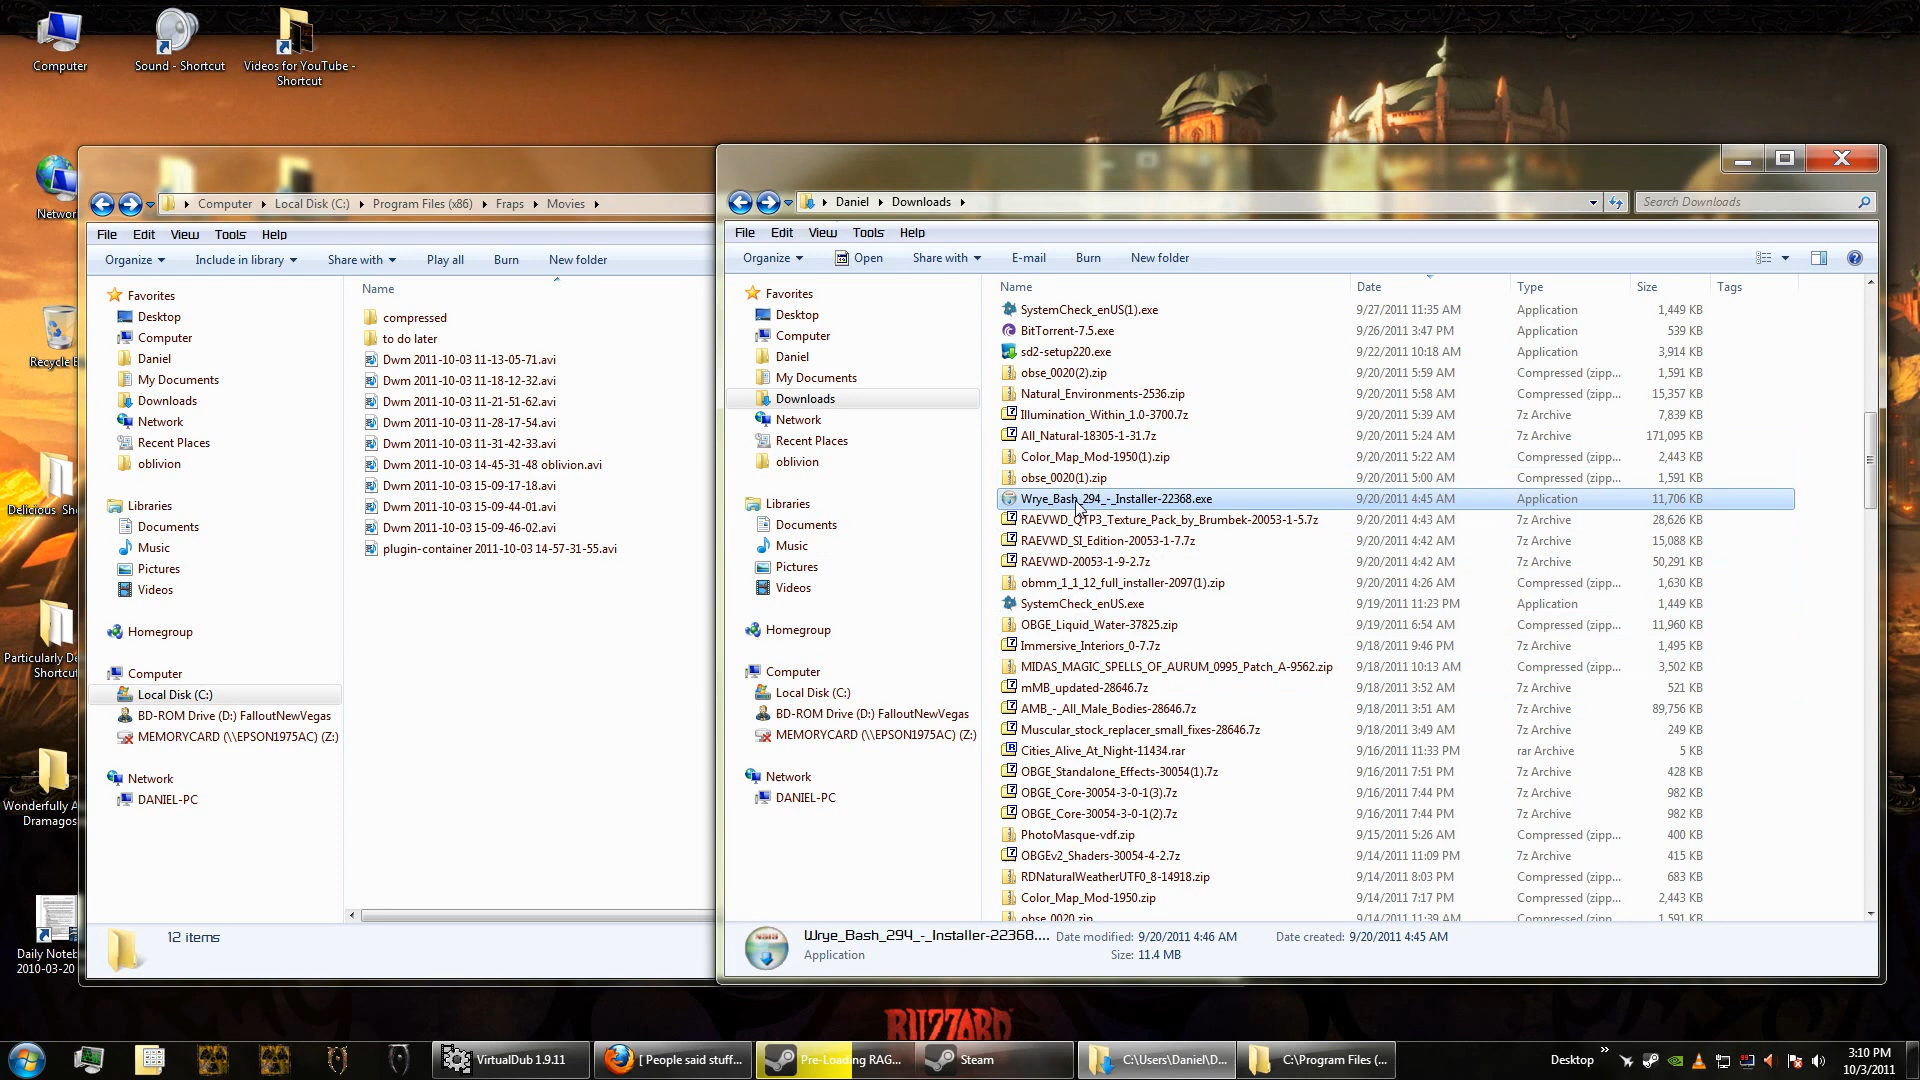 Computer
Sound - Shortcut
Videos for YouTube -
Shortcut
Networ
Recycle B
Delicious_Sho
Particularly De
Shortcut
Wonderfully A
Dramagos
Daily Noteb
2010-03-20
Computer Local Disk (C:) Program Files (x86) Fraps Movies
File Edit View Tools Help
Organize Include in library Share with Play all Burn New folder
Favorites
Desktop
Computer
Daniel
My Documents
Downloads
Network
Recent Places
oblivion
Libraries
Documents
Music
Pictures
Videos
Homegroup
Computer
Local Disk (C:)
BD-ROM Drive (D:) FalloutNewVegas
MEMORYCARD (\\EPSON1975AC) (Z:)
Network
DANIEL-PC
Name
compressed
to do later
Dwm 2011-10-03 11-13-05-71.avi
Dwm 2011-10-03 11-18-12-32.avi
Dwm 2011-10-03 11-21-51-62.avi
Dwm 2011-10-03 11-28-17-54.avi
Dwm 2011-10-03 11-31-42-33.avi
Dwm 2011-10-03 14-45-31-48 oblivion.avi
Dwm 2011-10-03 15-09-17-18.avi
Dwm 2011-10-03 15-09-44-01.avi
Dwm 2011-10-03 15-09-46-02.avi
plugin-container 2011-10-03 14-57-31-55.avi
12 items
Daniel Downloads
Search Downloads
File Edit View Tools Help
Organize Open Share with E-mail Burn New folder
Favorites
Desktop
Computer
Daniel
My Documents
Downloads
Network
Recent Places
oblivion
Libraries
Documents
Music
Pictures
Videos
Homegroup
Computer
Local Disk (C:)
BD-ROM Drive (D:) FalloutNewVegas
MEMORYCARD (\\EPSON1975AC) (Z:)
Network
DANIEL-PC
Name Date Type Size Tags
SystemCheck_enUS(1).exe 9/27/2011 11:35 AM Application 1,449 KB
BitTorrent-7.5.exe 9/26/2011 3:47 PM Application 539 KB
sd2-setup220.exe 9/22/2011 10:18 AM Application 3,914 KB
obse_0020(2).zip 9/20/2011 5:59 AM Compressed (zipp... 1,591 KB
Natural_Environments-2536.zip 9/20/2011 5:58 AM Compressed (zipp... 15,357 KB
Illumination_Within_1.0-3700.7z 9/20/2011 5:39 AM 7z Archive 7,839 KB
All_Natural-18305-1-31.7z 9/20/2011 5:24 AM 7z Archive 171,095 KB
Color_Map_Mod-1950(1).zip 9/20/2011 5:22 AM Compressed (zipp... 2,443 KB
obse_0020(1).zip 9/20/2011 5:00 AM Compressed (zipp... 1,591 KB
Wrye_Bash_294_-_Installer-22368.exe 9/20/2011 4:45 AM Application 11,706 KB
RAEVWD_QTP3_Texture_Pack_by_Brumbek-20053-1-5.7z 9/20/2011 4:43 AM 7z Archive 28,626 KB
RAEVWD_SI_Edition-20053-1-7.7z 9/20/2011 4:42 AM 7z Archive 15,088 KB
RAEVWD-20053-1-9-2.7z 9/20/2011 4:42 AM 7z Archive 50,291 KB
obmm_1_1_12_full_installer-2097(1).zip 9/20/2011 4:26 AM Compressed (zipp... 1,630 KB
SystemCheck_enUS.exe 9/19/2011 11:23 PM Application 1,449 KB
OBGE_Liquid_Water-37825.zip 9/19/2011 6:54 AM Compressed (zipp... 11,960 KB
Immersive_Interiors_0-7.7z 9/18/2011 9:46 PM 7z Archive 1,495 KB
MIDAS_MAGIC_SPELLS_OF_AURUM_0995_Patch_A-9562.zip 9/18/2011 10:13 AM Compressed (zipp... 3,502 KB
mMB_updated-28646.7z 9/18/2011 3:52 AM 7z Archive 521 KB
AMB_-_All_Male_Bodies-28646.7z 9/18/2011 3:51 AM 7z Archive 89,756 KB
Muscular_stock_replacer_small_fixes-28646.7z 9/18/2011 3:49 AM 7z Archive 249 KB
Cities_Alive_At_Night-11434.rar 9/16/2011 11:33 PM rar Archive 5 KB
OBGE_Standalone_Effects-30054(1).7z 9/16/2011 7:51 PM 7z Archive 428 KB
OBGE_Core-30054-3-0-1(3).7z 9/16/2011 7:44 PM 7z Archive 982 KB
OBGE_Core-30054-3-0-1(2).7z 9/16/2011 7:44 PM 7z Archive 982 KB
PhotoMasque-vdf.zip 9/15/2011 5:26 AM Compressed (zipp... 400 KB
OBGEv2_Shaders-30054-4-2.7z 9/14/2011 11:09 PM 7z Archive 415 KB
RDNaturalWeatherUTF0_8-14918.zip 9/14/2011 8:03 PM Compressed (zipp... 683 KB
Color_Map_Mod-1950.zip 9/14/2011 7:17 PM Compressed (zipp... 2,443 KB
obse_0020.zip 9/14/2011 11:39 AM Compressed (zipp... 1,591 KB
Wrye_Bash_294_-_Installer-22368.... Date modified: 9/20/2011 4:46 AM Date created: 9/20/2011 4:45 AM
Application Size: 11.4 MB
BLIZZARD
VirtualDub 1.9.11
[ People said stuff...
Pre-Loading RAG...
Steam
C:\Users\Daniel\D...
C:\Program Files (...
Desktop
3:10 PM
10/3/2011